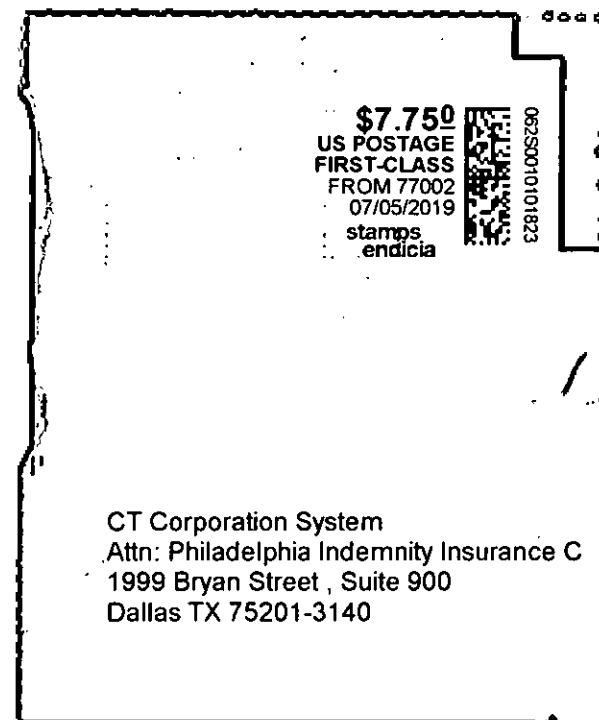 $7.75⁰
US POSTAGE
FIRST-CLASS
FROM 77002
07/05/2019
stamps
endicia
062S0010101823
CT Corporation System
Attn: Philadelphia Indemnity Insurance C
1999 Bryan Street , Suite 900
Dallas TX 75201-3140